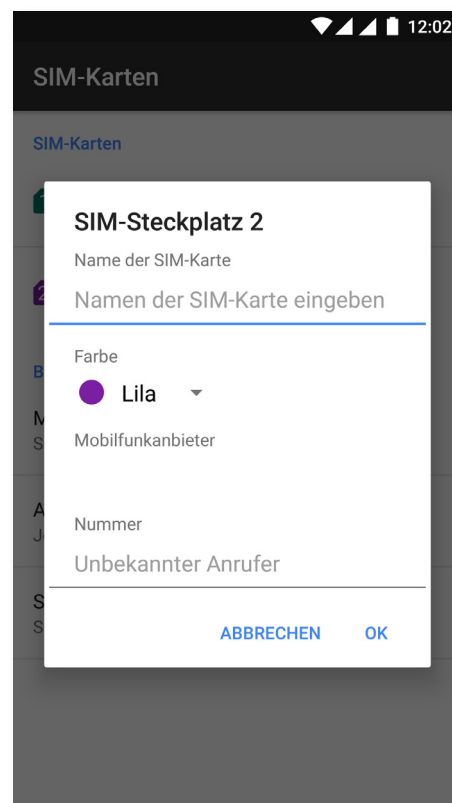 12:02
SIM-Karten
SIM-Karten
SIM-Steckplatz 2
Name der SIM-Karte
Namen der SIM-Karte eingeben
Farbe
Lila
Mobilfunkanbieter
Nummer
Unbekannter Anrufer
ABBRECHEN OK